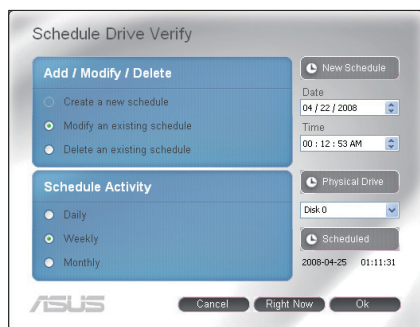 Schedule Drive Verify
Add / Modify / Delete
Create a new schedule
Modify an existing schedule
Delete an existing schedule
Schedule Activity
Daily
Weekly
Monthly
New Schedule
Date
04 / 22 / 2008
Time
00 : 12 : 53 AM
Physical Drive
Disk 0
Scheduled
2008-04-25 01:11:31
ASUS
Cancel Right Now Ok